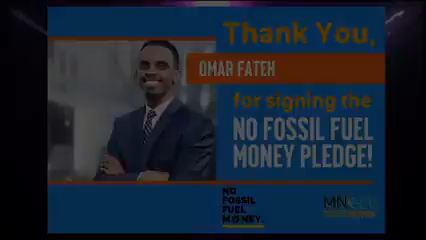 Thank You,
OMAR FATEH
for signing the
NO FOSSIL FUEL
MONEY PLEDGE!
NO
FOSSIL
FUEL
MONEY.